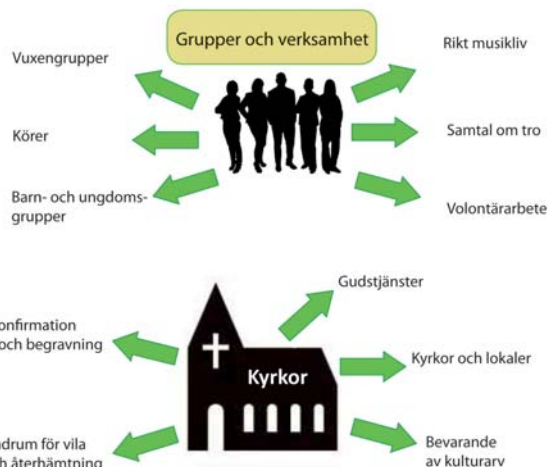 Grupper och verksamhet
Vuxengrupper
Rikt musikliv
Körer
Samtal om tro
Barn- och ungdoms-
grupper
Volontärarbete
Gudstjänster
och begravning
Kyrkor
Kyrkor och lokaler
för vila
återhämtning
Bevarande
av kulturarv